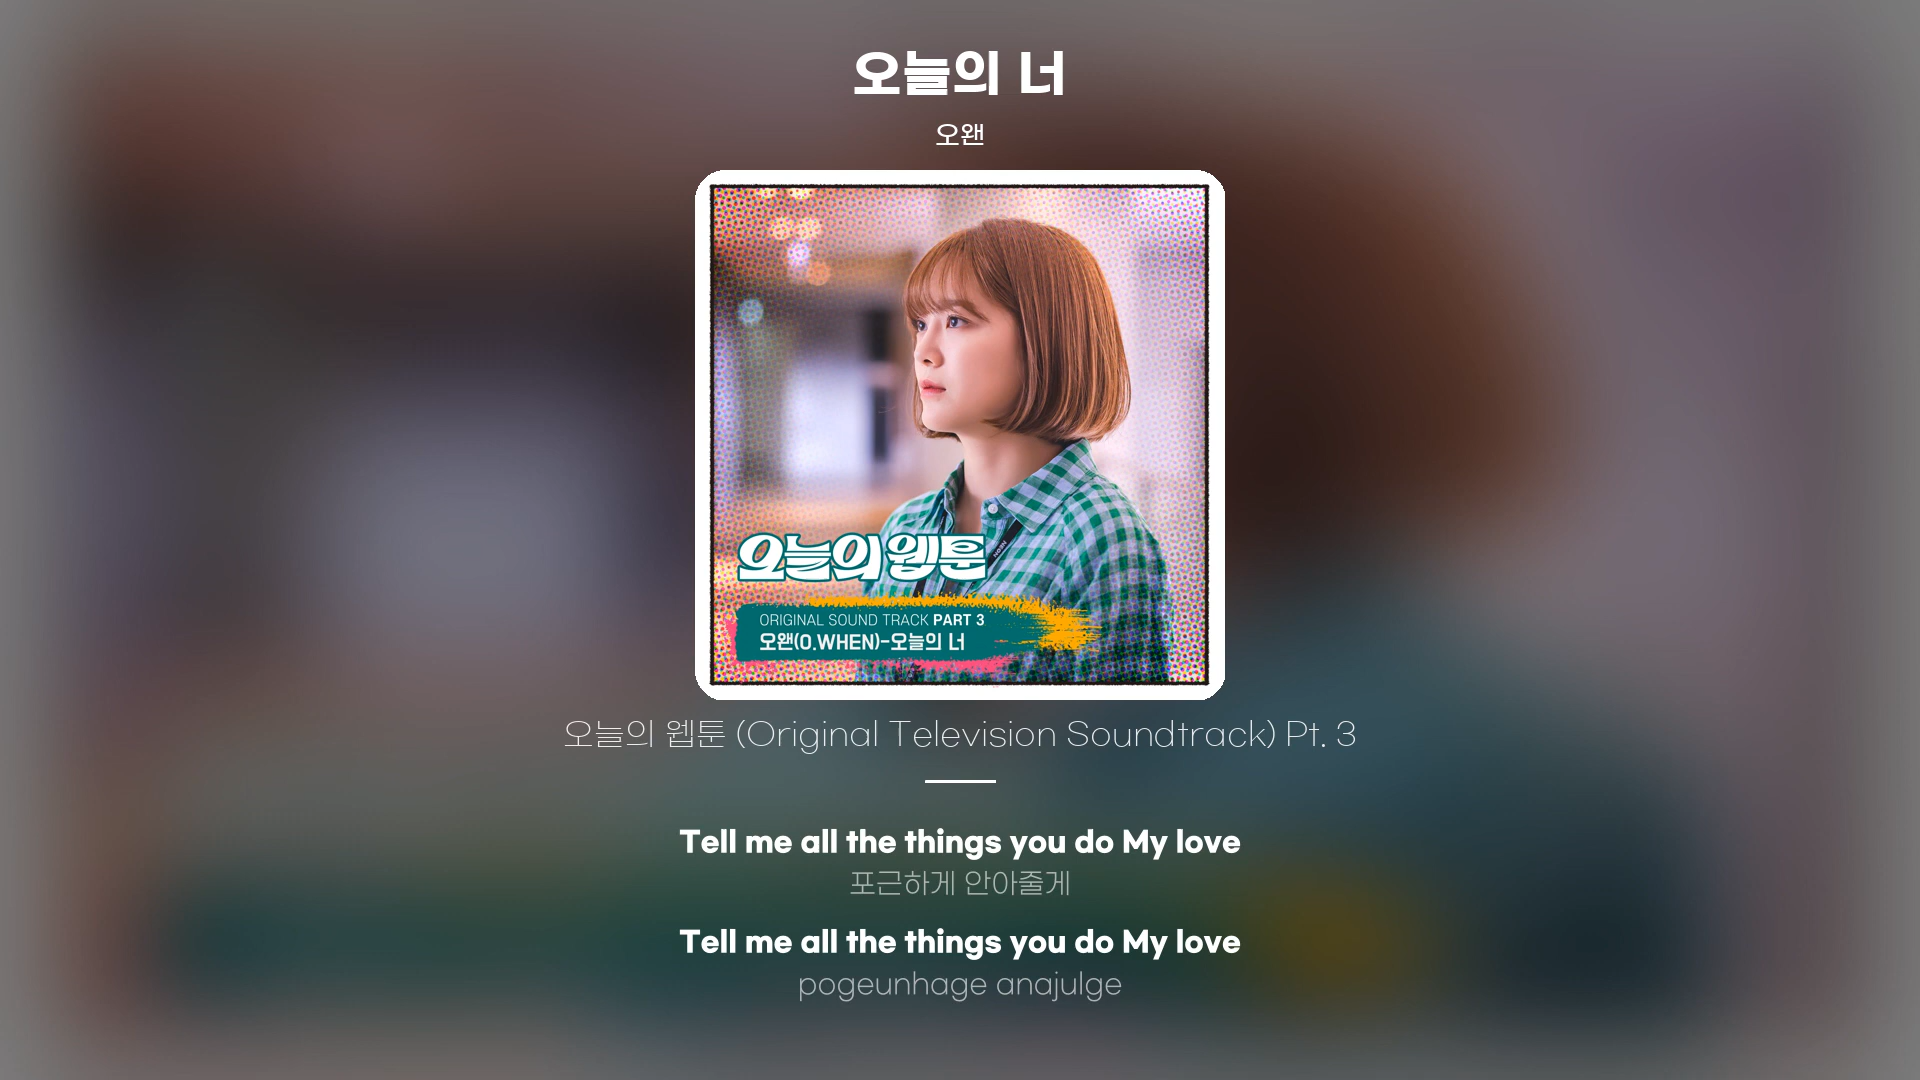 오늘의 너
오왠
오늘의 웹툰
ORIGINAL SOUND TRACK PART 3
오왠(O.WHEN)-오늘의 너
오늘의 웹툰 (Original Television Soundtrack) Pt. 3
Tell me all the things you do My love
포근하게 안아줄게
Tell me all the things you do My love
pogeunhage anajulge